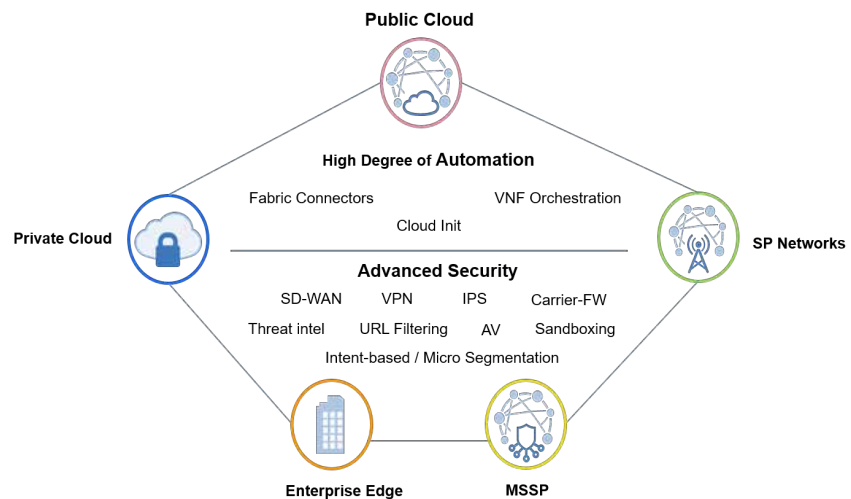 Public Cloud
High Degree of Automation
Fabric Connectors VNF Orchestration
Cloud Init
Private Cloud
SP Networks
Advanced Security
SD-WAN VPN IPS Carrier-FW
Threat intel URL Filtering AV Sandboxing
Intent-based / Micro Segmentation
Enterprise Edge MSSP